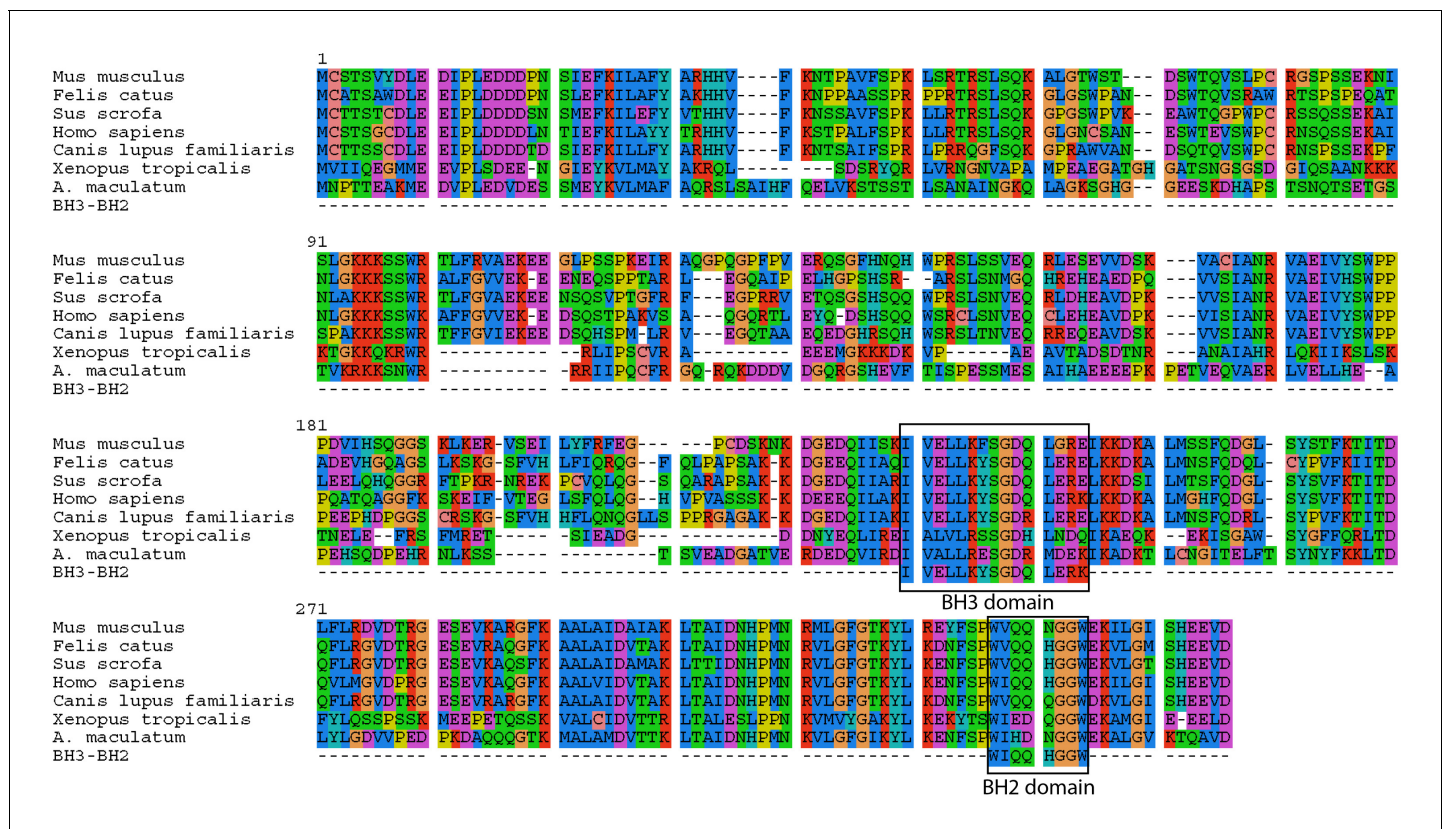 1
Mus musculus MCSTSVYDLE DIPLEDDDPN SIEFKILAFY ARHHV----F KNTPAVFSPK LSRTRSLSQK ALGTWSST--- DSWTQVSLPC RGSPSSEKNI
Felis catus MCATSAWDLE EIPLDDDDPN SLEFKILAFY AKHHV----F KNPPAASSPR PPRTRSLSQR GLGSWPAN--- DSWTQVSRAW RTSPSPEQAT
Sus scrofa MCTTSTCDLE EIPLDDDDSN SMEFKILEFY VTHHV----F KNSSAVFSPK LLRTRSLSQK GPGSWPVK--- EAWTQGPWPC RNSQSSEKAI
Homo sapiens MCSTSGCDLE EIPLDDDDLN TIEFKILAYY TRHHV----F KSTPALFSPK LLRTRSLSQR GLGNCSAN--- ESWTEVSWPC RSSQSSEKAI
Canis lupus familiaris MCTTSSCDLE EIPLDDDTDS IEFKILLFY ARHHV----F KNTSAIFSPK LPRRQGFSQK GPRAWVAN--- DSWTQVSWPC RNSPSSEKPF
Xenopus tropicalis MVIIQEGMME EIPLSDEE-N GIEYKVLMAY AKRQL----- ---SDSRYQR LVRNGNVAPA MPEAEGATGH GATSNGSGSD GIQSAANKKK
A. maculatum MNPTTEAKME DVPLEDVDES SMEYKVLMAF AQRSLSAIHF QELVKSTSST LSANAINGKQ LAGKSGHG-- GEESKDHAPS TSNQTSETGS
BH3-BH2 ---------- ---------- ---------- ---------- ---------- ---------- ---------- ---------- ----------
91
Mus musculus SLGKKKSSWR TLFRVAEKEE GLPSSPKEIR AQGPQGPFPV ERQSGFHNQH WPRSLSSVEQ RLESEVVDSK ---VACIANR VAEIVYSWPP
Felis catus NLGKKKSSWR ALFGVVEK-E ENEQSPPTAR L---EGQAIP ELHGPSHSR- -ARSLSNMGQ HREQEAVDPK ---VVSIANR VAEIVYSWPP
Sus scrofa NLAKKKSSWR TLFGVAEKEE NSQSVPTGFR F---EGPRRV ETQSGSHSQQ WPRSLSNVEQ RLDHEAVDPK ---VVSIANR VAEIVYSWPP
Homo sapiens NLGKKKSSWK AFFGVVEK-E DSQSTPAKVS A---QGQRTL EYQ-DSHSQQ WSRCLSNVEQ CLEHEAVDPK ---VISIANR VAEIVYSWPP
Canis lupus familiaris SPAKKKSSWR TFFGVIEKEE DSQHSPM-LR V---EGQTAA EQEDGHRSQH WSRSLTNVEQ RREQEAVDSK ---VVSIANR VAEIVYSWPP
Xenopus tropicalis KTGKKQKRWR ---------- --RLIPSCVR A---------EEEMGKKKDK VP-----AE AVTADSDTNR ---ANAIAHR LQKIIKSLSK
A. maculatum TVKRKKSNWR ---------- -RRIIPQCFR GQ-RQKDDDV DGQRGSHEVF TISPESSMES AIHAEEEEPK PETVEQVAER LVELLHE--A
BH3-BH2 ---------- ---------- ---------- ---------- ---------- ---------- ---------- ---------- ----------
181
Mus musculus PDVIHSQGGS KLKER-VSEI LYFRFEG--- ---PCDSKNK DGEDQIISKI VELLKFSGDQ LGREIKKDKA LMSSFQDGL- SYSTFKTITD
Felis catus ADEVHGQAGS LKSKG-SFVH LFIQRQG--F QLPAPSAK-K DGEEQIIAQI VELLKYSGDQ LERELKKDKA LMNSFQDQL- CYPVFKIITD
Sus scrofa LEELQHQGGR FTPKR-NREK PCVQLQG--S QARAPSAK-K DGEEQIIAKI VELLKYSGDQ LERELKKDKA LMTSFQDGL- SYSVFKTITD
Homo sapiens PQATQAGGFK SKEIF-VTEG LSFQLQG--H VPVASSSK-K DEEEQILAKI VELLKYSGDQ LERKLKKDKSI LMGHFQDGL- SYSVFKTITD
Canis lupus familiaris PEEPHDPGGS CRSKG-SFVH HFLQNQGLLS PPRGAGAK-K DGEDQIIAKI VELLKYSGDR LERELKKDKA LMNSFQDRL- SYPVFKTITD
Xenopus tropicalis TNELE--FRS FMRET----- -SIEADG--- --------D DNYEQLIREI ALVLRSSGDH LNDQIKAEQK ---EKISGAW- SYGFFQRLTD
A. maculatum PEHSQDPEHR NLKSS----- --------T SVEADGATVE RDEDQVIRDI VALLRESGDR MDEKIKADKT LCNGITELFT SYNYFKKLTD
BH3-BH2 ---------- ---------- ---------- ---------- ---------I VELLKYSGDQ LERK------ ---------- ----------
BH3 domain
271
Mus musculus LFLRDVDTRG ESEVKARGFK AALAIDAIAK LTAIDNHPMN RMLGFGTKYL REYFSPWVQQ NGGWEKILGI SHEEVD
Felis catus QFLRGVDTRG ESEVRAQGFK AALAIDVTAK LTAIDNHPMN RVLGFGTKYL KDNFSPWVQQ HGGWEKVLGM SHEEVD
Sus scrofa QFLRGVDTRG ESEVKAQSFK AALAIDAMAK LTTIDNHPMN RVLGFGTKYL KENFSPWVQQ HGGWEKVLGT SHEEVD
Homo sapiens QVLMGVDPRG ESEVKAQGFK AALVIDVTAK LTAIDNHPMN RVLGFGTKYL KENFSPWIQQ HGGWEKILGI SHEEVD
Canis lupus familiaris QFLRGVDTRG ESEVRARGFK AALAIDVTAK LTAIDNHPMN RVLGFGTKYL KENFSPWIQQ HGGWDKVLGI SHEEVD
Xenopus tropicalis FYLQSSPSSK MEEPETQSSK VALCIDVTTR LTALESLPPN KVMVYGAKYL KEKYTSWIED QGGWEKAMGI E-EELD
A. maculatum LYLGDVVPED PKDAQQQGTK MALAMDVTTK LTAIDNHPMN KVLGFGIKYL KENFSPWIHD NGGWEKALGV KTQAVD
BH3-BH2 ---------- ---------- ---------- ---------- ---------- ------WIQQ HGGW------ ------
BH2 domain